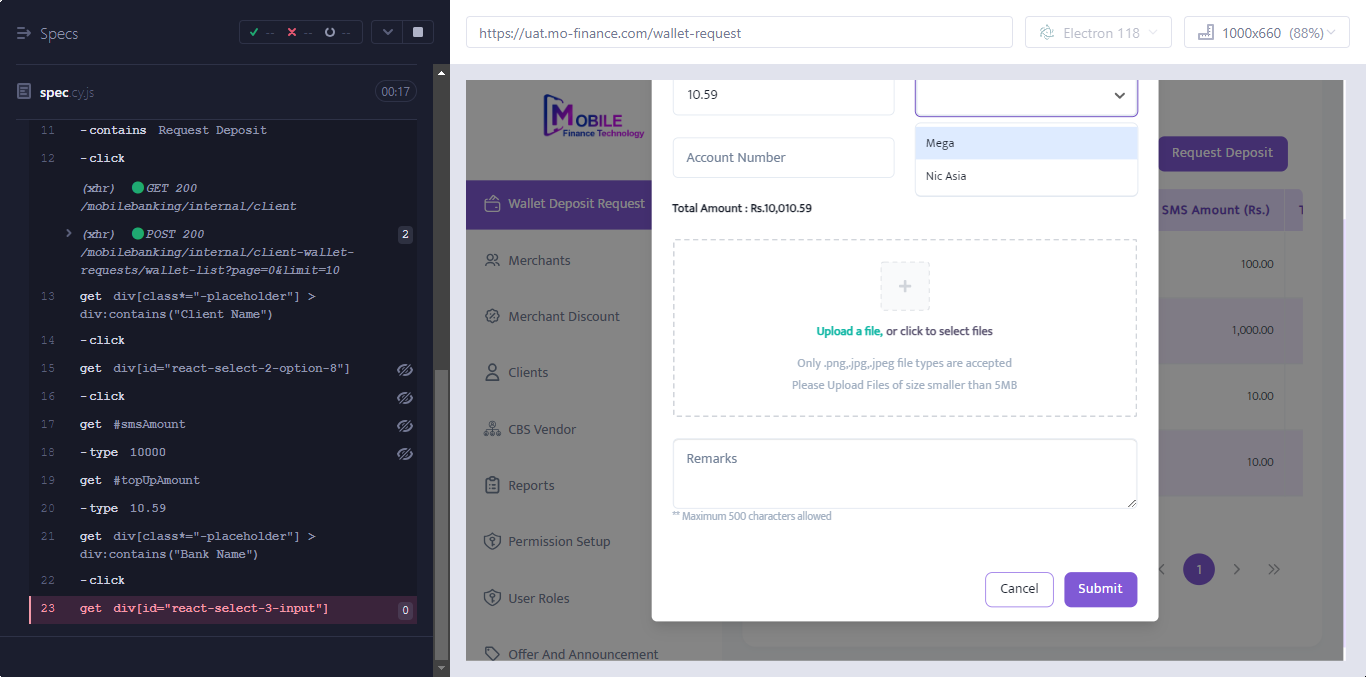 Specs
-- -- --
spec.cy.js 00:17
11 -contains Request Deposit
12 -click
(xhr) GET 200
/mobilebanking/internal/client
(xhr) POST 200 2
/mobilebanking/internal/client-wallet-
requests/wallet-list?page=0&limit=10
13 get div[class*="-placeholder"] >
div:contains("Client Name")
14 -click
15 get div[id="react-select-2-option-8"]
16 -click
17 get #smsAmount
18 -type 10000
19 get #topUpAmount
20 -type 10.59
21 get div[class*="-placeholder"] >
div:contains("Bank Name")
22 -click
23 get div[id="react-select-3-input"] 0
https://uat.mo-finance.com/wallet-request
Electron 118
1000x660 (88%)
MOBILE
Finance Technology
Wallet Deposit Request
Merchants
Merchant Discount
Clients
CBS Vendor
Reports
Permission Setup
User Roles
Offer And Announcement
10.59
Account Number
Mega
Nic Asia
Total Amount : Rs.10,010.59
+
Upload a file, or click to select files
Only .png,.jpg,.jpeg file types are accepted
Please Upload Files of size smaller than 5MB
Remarks
** Maximum 500 characters allowed
Cancel
Submit
Request Deposit
SMS Amount (Rs.)
100.00
1,000.00
10.00
10.00
1